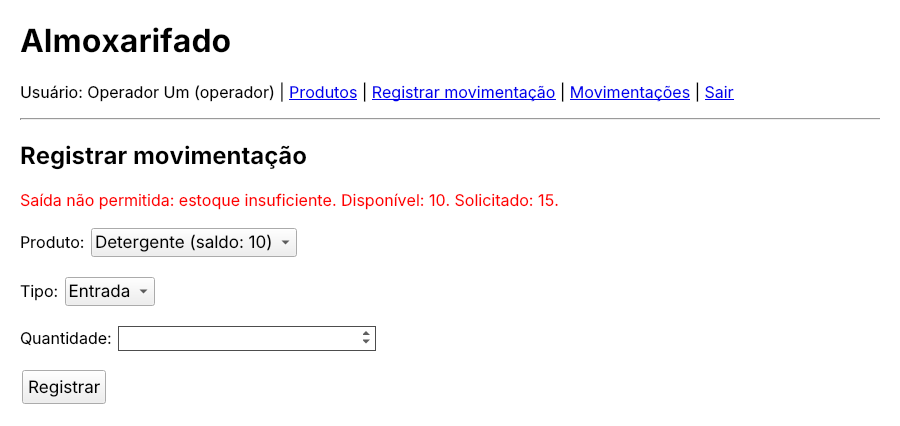 Almoxarifado
Usuário: Operador Um (operador) | Produtos | Registrar movimentação | Movimentações | Sair
Registrar movimentação
Saída não permitida: estoque insuficiente. Disponível: 10. Solicitado: 15.
Produto: Detergente (saldo: 10)
Tipo: Entrada
Quantidade:
Registrar